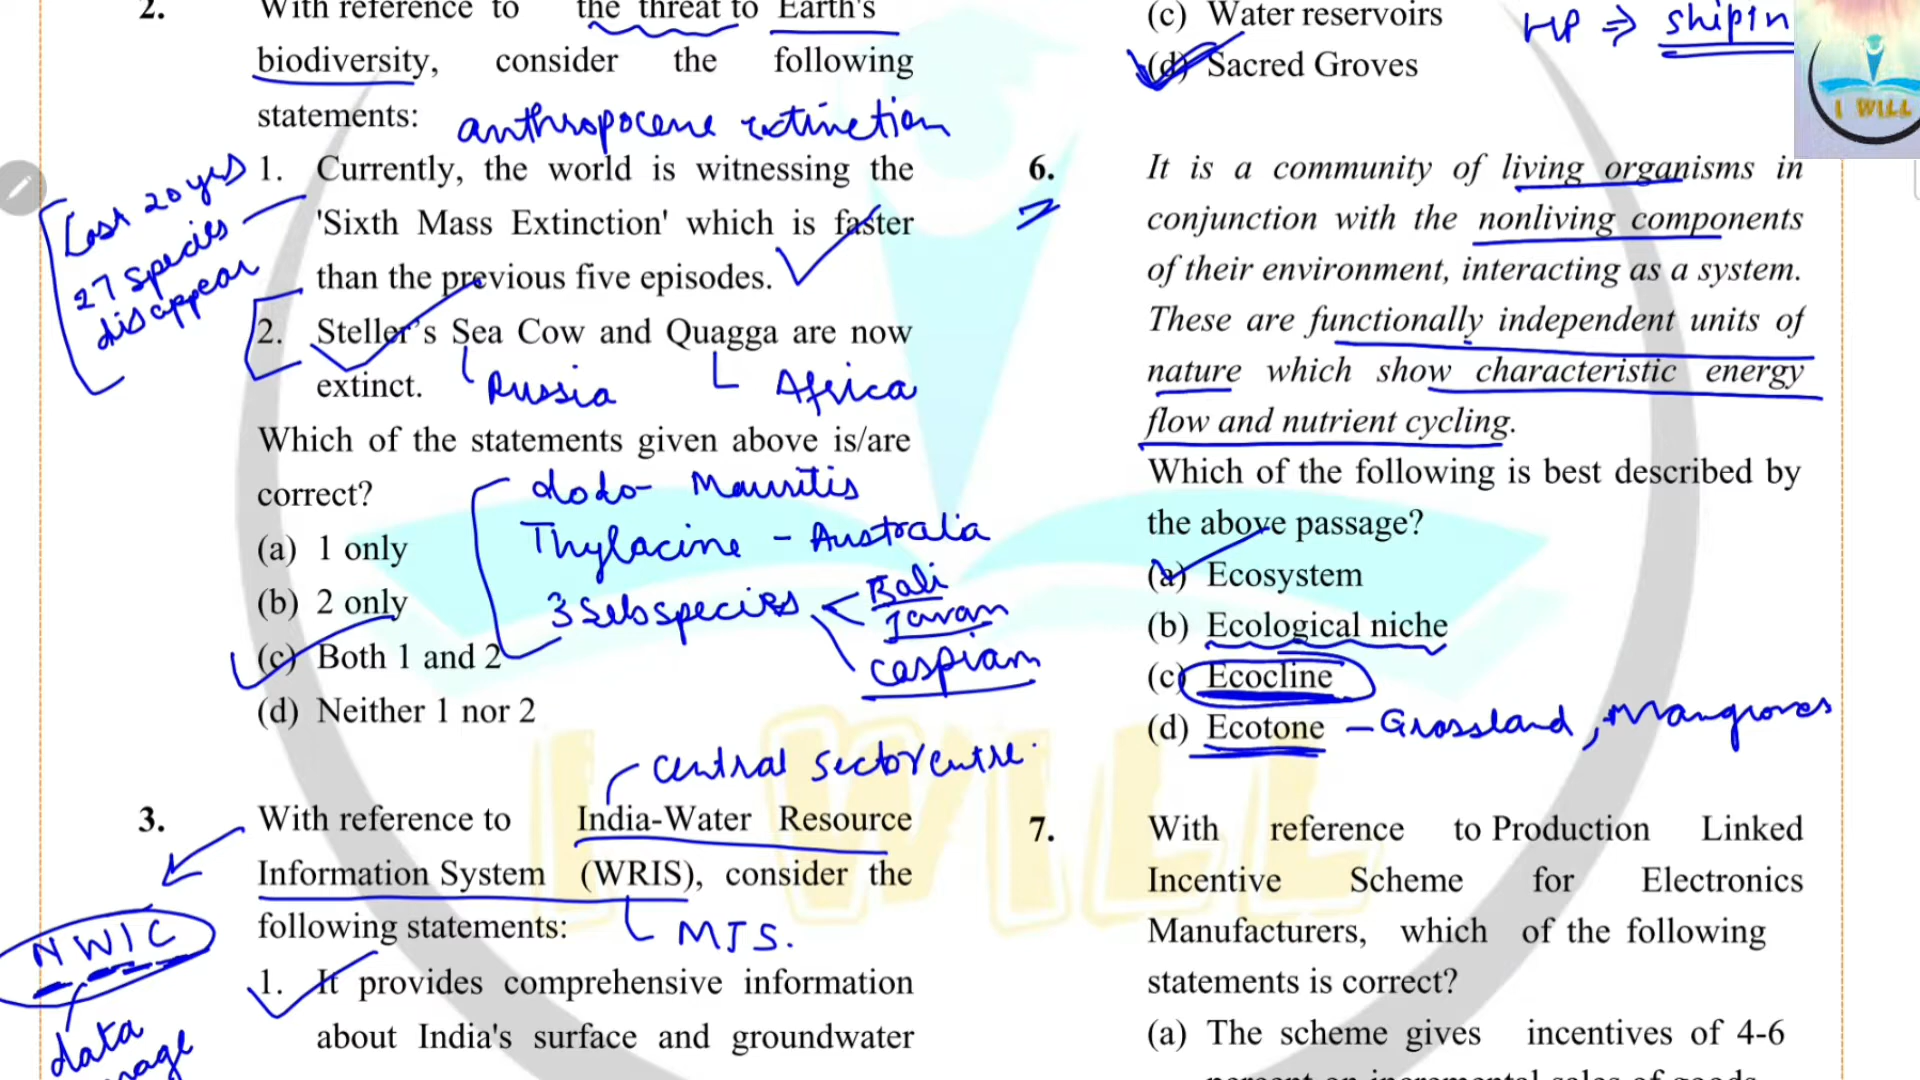 2. With reference to the threat to Earth's
biodiversity, consider the following
statements:
anthropocene extinction
1. Currently, the world is witnessing the
'Sixth Mass Extinction' which is faster
than the previous five episodes.
Last 20 yrs
27 species
disappear
2. Steller's Sea Cow and Quagga are now
extinct.
Russia
Africa
Which of the statements given above is/are
correct?
dodo- Mauritis
Thylacine - Australia
3 subspecies
Bali
Javan
Caspian
(a) 1 only
(b) 2 only
(c) Both 1 and 2
(d) Neither 1 nor 2
central sector
3. With reference to India-Water Resource
Information System (WRIS), consider the
following statements:
MJS.
NWIC
data
1. It provides comprehensive information
about India's surface and groundwater
(c) Water reservoirs
(d) Sacred Groves
HP ⇒ shipin
I WILL
6. It is a community of living organisms in
conjunction with the nonliving components
of their environment, interacting as a system.
These are functionally independent units of
nature which show characteristic energy
flow and nutrient cycling.
Which of the following is best described by
the above passage?
(a) Ecosystem
(b) Ecological niche
(c) Ecocline
(d) Ecotone - Grassland, Mangroves
7. With reference to Production Linked
Incentive Scheme for Electronics
Manufacturers, which of the following
statements is correct?
(a) The scheme gives incentives of 4-6
percent on incremental sales of goods
I WILL